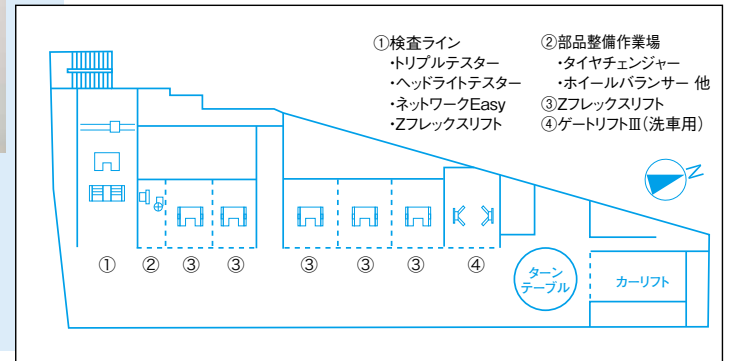 ①検査ライン
・トリプルテスター
・ヘッドライトテスター
・ネットワークEasy
・Zフレックスリフト
②部品整備作業場
・タイヤチェンジャー
・ホイールバランサー 他
③Zフレックスリフト
④ゲートリフトⅢ(洗車用)
N
① ② ③ ③ ③ ③ ③ ④
ターン
テーブル
カーリフト